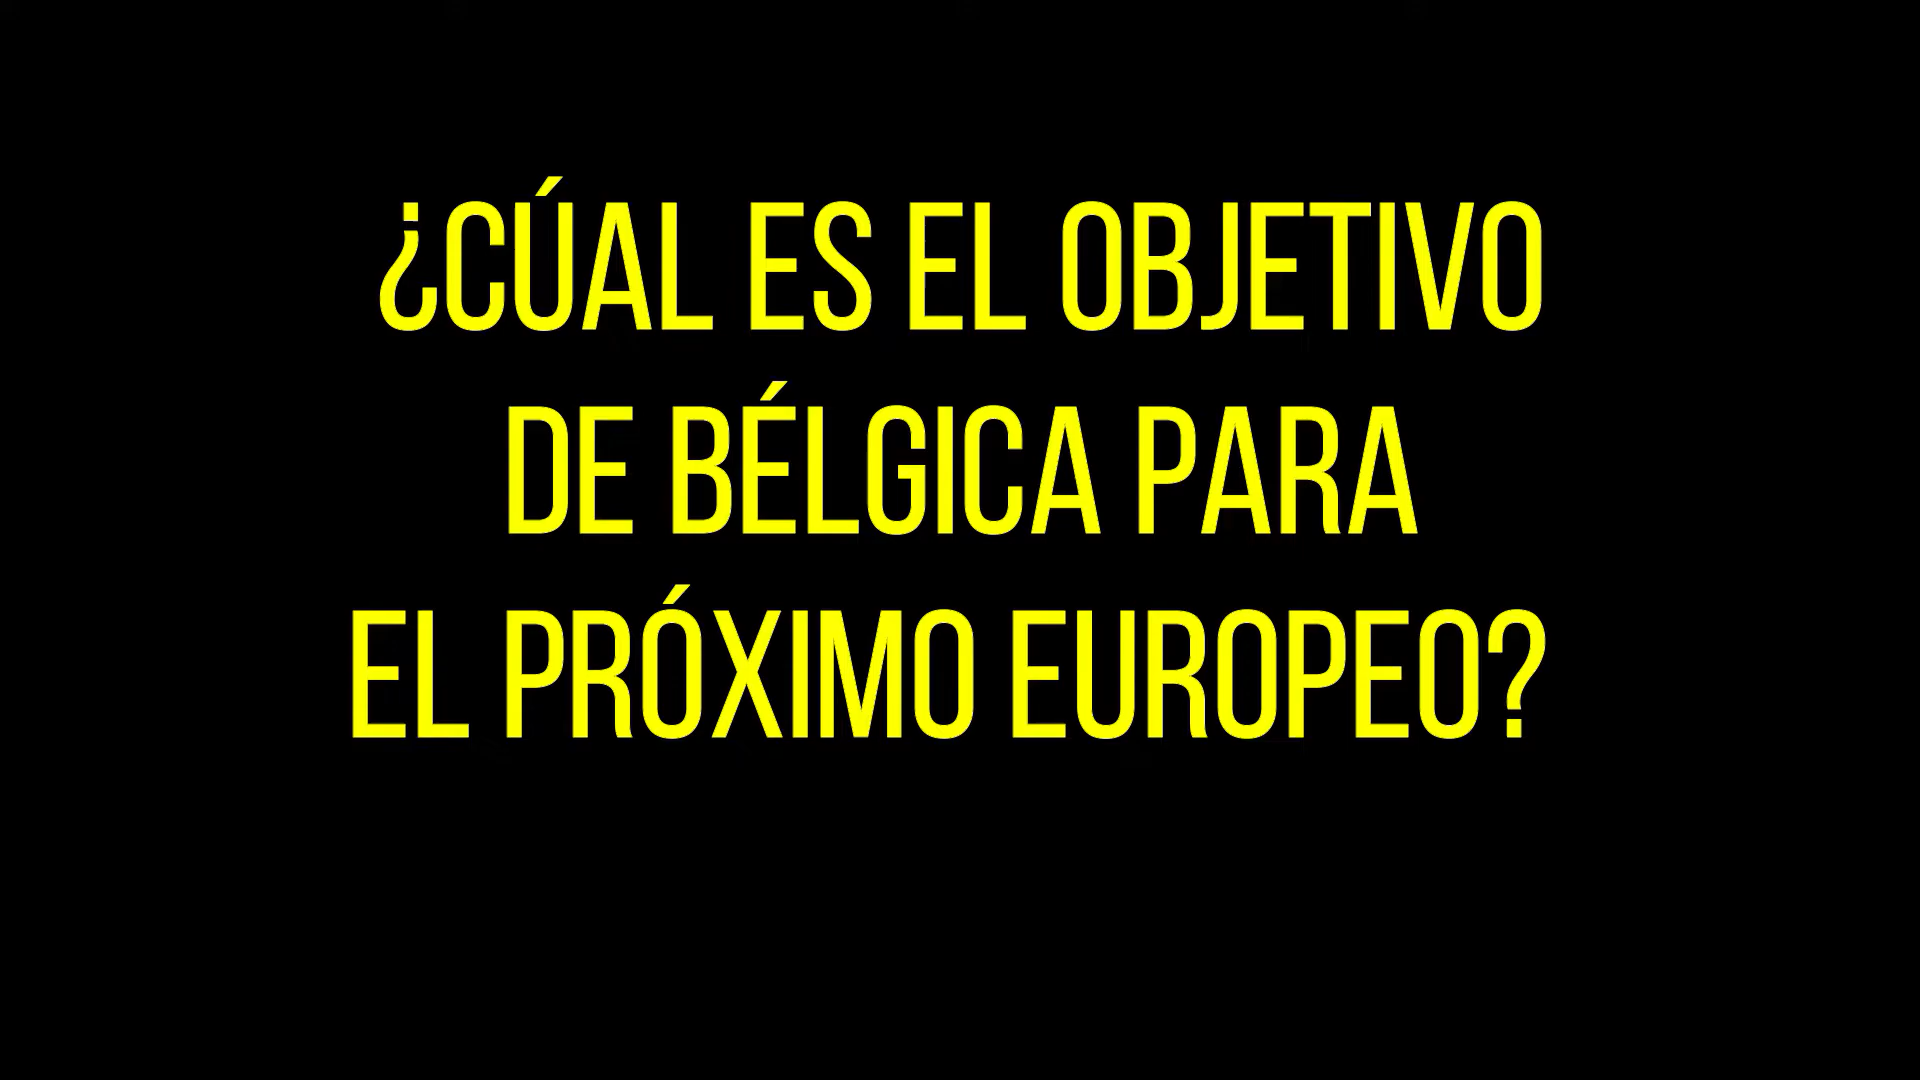 ¿CÚAL ES EL OBJETIVO
DE BÉLGICA PARA
EL PRÓXIMO EUROPEO?